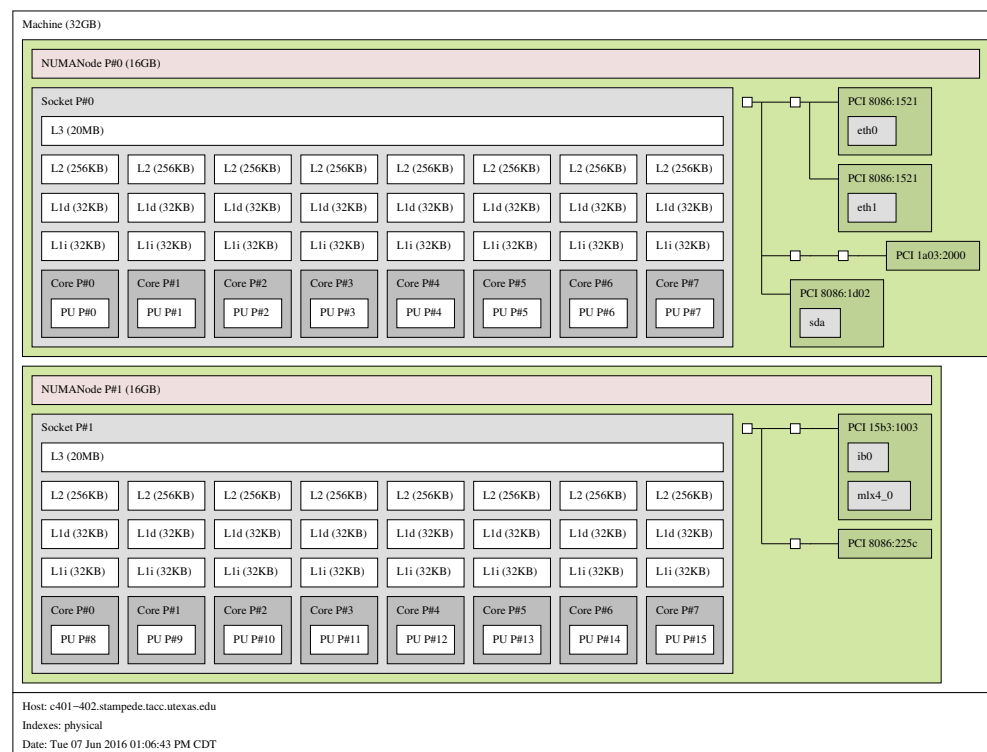 Machine (32GB)
NUMANode P#0 (16GB)
Socket P#0
L3 (20MB)
L2 (256KB) L2 (256KB) L2 (256KB) L2 (256KB) L2 (256KB) L2 (256KB) L2 (256KB) L2 (256KB)
L1d (32KB) L1d (32KB) L1d (32KB) L1d (32KB) L1d (32KB) L1d (32KB) L1d (32KB) L1d (32KB)
L1i (32KB) L1i (32KB) L1i (32KB) L1i (32KB) L1i (32KB) L1i (32KB) L1i (32KB) L1i (32KB)
Core P#0 Core P#1 Core P#2 Core P#3 Core P#4 Core P#5 Core P#6 Core P#7
PU P#0 PU P#1 PU P#2 PU P#3 PU P#4 PU P#5 PU P#6 PU P#7
PCI 8086:1521
eth0
PCI 8086:1521
eth1
PCI 1a03:2000
PCI 8086:1d02
sda
NUMANode P#1 (16GB)
Socket P#1
L3 (20MB)
L2 (256KB) L2 (256KB) L2 (256KB) L2 (256KB) L2 (256KB) L2 (256KB) L2 (256KB) L2 (256KB)
L1d (32KB) L1d (32KB) L1d (32KB) L1d (32KB) L1d (32KB) L1d (32KB) L1d (32KB) L1d (32KB)
L1i (32KB) L1i (32KB) L1i (32KB) L1i (32KB) L1i (32KB) L1i (32KB) L1i (32KB) L1i (32KB)
Core P#0 Core P#1 Core P#2 Core P#3 Core P#4 Core P#5 Core P#6 Core P#7
PU P#8 PU P#9 PU P#10 PU P#11 PU P#12 PU P#13 PU P#14 PU P#15
PCI 15b3:1003
ib0
mlx4_0
PCI 8086:225c
Host: c401−402.stampede.tacc.utexas.edu
Indexes: physical
Date: Tue 07 Jun 2016 01:06:43 PM CDT